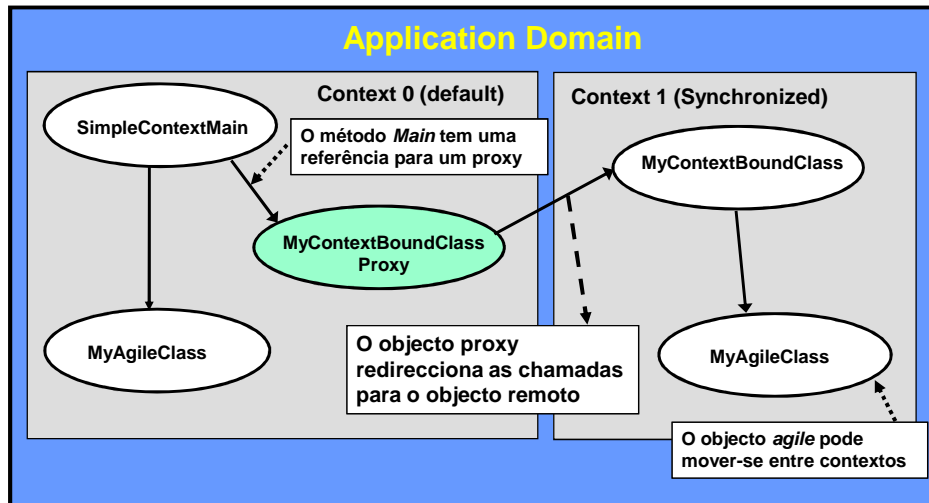 Application Domain
Context 0 (default)
SimpleContextMain
O método Main tem uma
referência para um proxy
MyContextBoundClass
Proxy
MyAgileClass
O objecto proxy
redirecciona as chamadas
para o objecto remoto
Context 1 (Synchronized)
MyContextBoundClass
MyAgileClass
O objecto agile pode
mover-se entre contextos